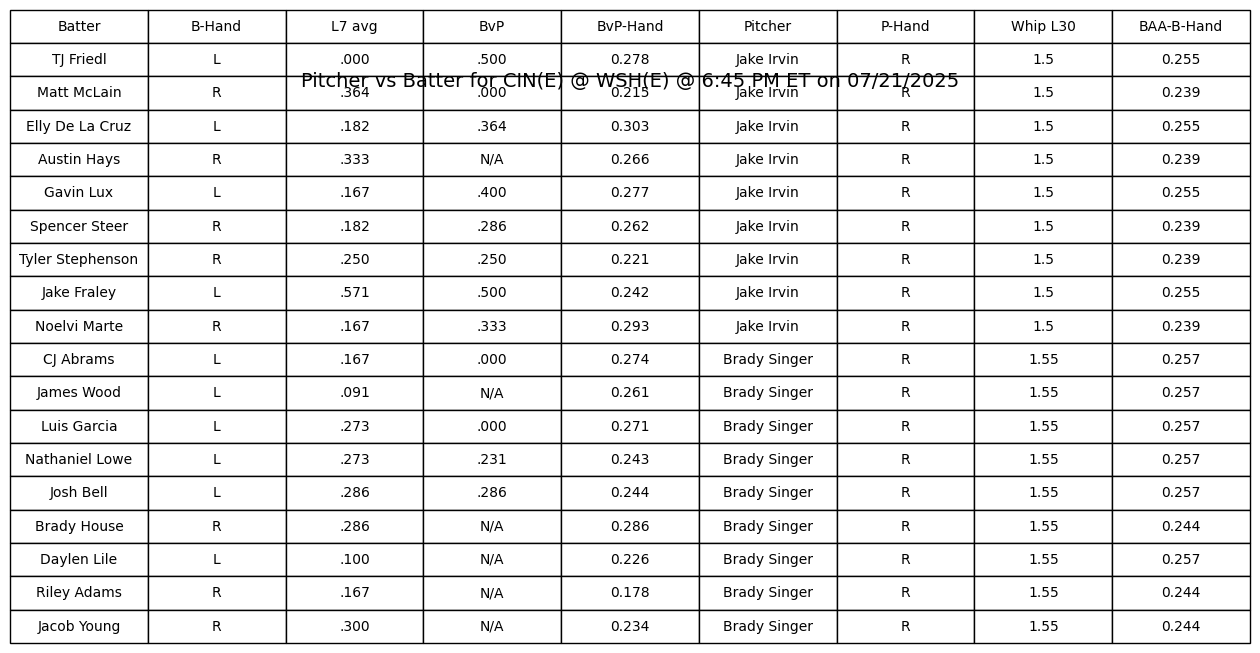 Batter B-Hand L7 avg BvP BvP-Hand Pitcher P-Hand Whip L30 BAA-B-Hand
TJ Friedl L .000 .500 0.278 Jake Irvin R 1.5 0.255
Pitcher vs Batter for CIN(E) @ WSH(E) @ 6:45 PM ET on 07/21/2025
Matt McLain R .364 .000 0.215 Jake Irvin R 1.5 0.239
Elly De La Cruz L .182 .364 0.303 Jake Irvin R 1.5 0.255
Austin Hays R .333 N/A 0.266 Jake Irvin R 1.5 0.239
Gavin Lux L .167 .400 0.277 Jake Irvin R 1.5 0.255
Spencer Steer R .182 .286 0.262 Jake Irvin R 1.5 0.239
Tyler Stephenson R .250 .250 0.221 Jake Irvin R 1.5 0.239
Jake Fraley L .571 .500 0.242 Jake Irvin R 1.5 0.255
Noelvi Marte R .167 .333 0.293 Jake Irvin R 1.5 0.239
CJ Abrams L .167 .000 0.274 Brady Singer R 1.55 0.257
James Wood L .091 N/A 0.261 Brady Singer R 1.55 0.257
Luis Garcia L .273 .000 0.271 Brady Singer R 1.55 0.257
Nathaniel Lowe L .273 .231 0.243 Brady Singer R 1.55 0.257
Josh Bell L .286 .286 0.244 Brady Singer R 1.55 0.257
Brady House R .286 N/A 0.286 Brady Singer R 1.55 0.244
Daylen Lile L .100 N/A 0.226 Brady Singer R 1.55 0.257
Riley Adams R .167 N/A 0.178 Brady Singer R 1.55 0.244
Jacob Young R .300 N/A 0.234 Brady Singer R 1.55 0.244